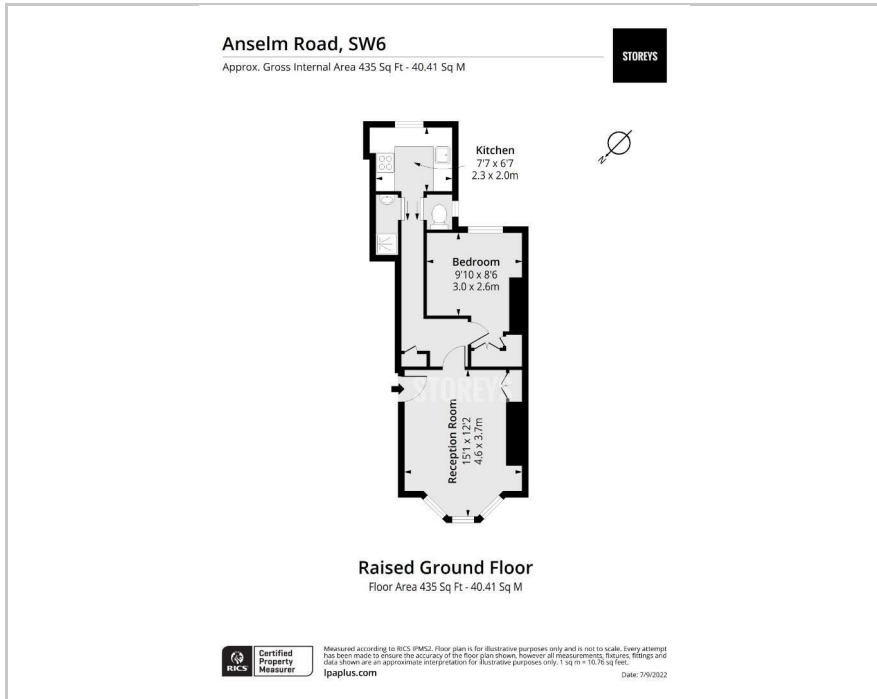 Anselm Road, SW6
Approx. Gross Internal Area 435 Sq Ft - 40.41 Sq M
STOREYS
Kitchen
7'7 x 6'7
2.3 x 2.0m
N
Bedroom
9'10 x 8'6
3.0 x 2.6m
STOREYS
Reception Room
15'1 x 12'2
4.6 x 3.7m
Raised Ground Floor
Floor Area 435 Sq Ft - 40.41 Sq M
RICS
Certified
Property
Measurer
Measured according to RICS IPMS2. Floor plan is for illustrative purposes only and is not to scale. Every attempt
has been made to ensure the accuracy of the floor plan shown, however all measurements, fixtures, fittings and
data shown are an approximate interpretation for illustrative purposes only. 1 sq m = 10.76 sq feet.
lpaplus.com
Date: 7/9/2022